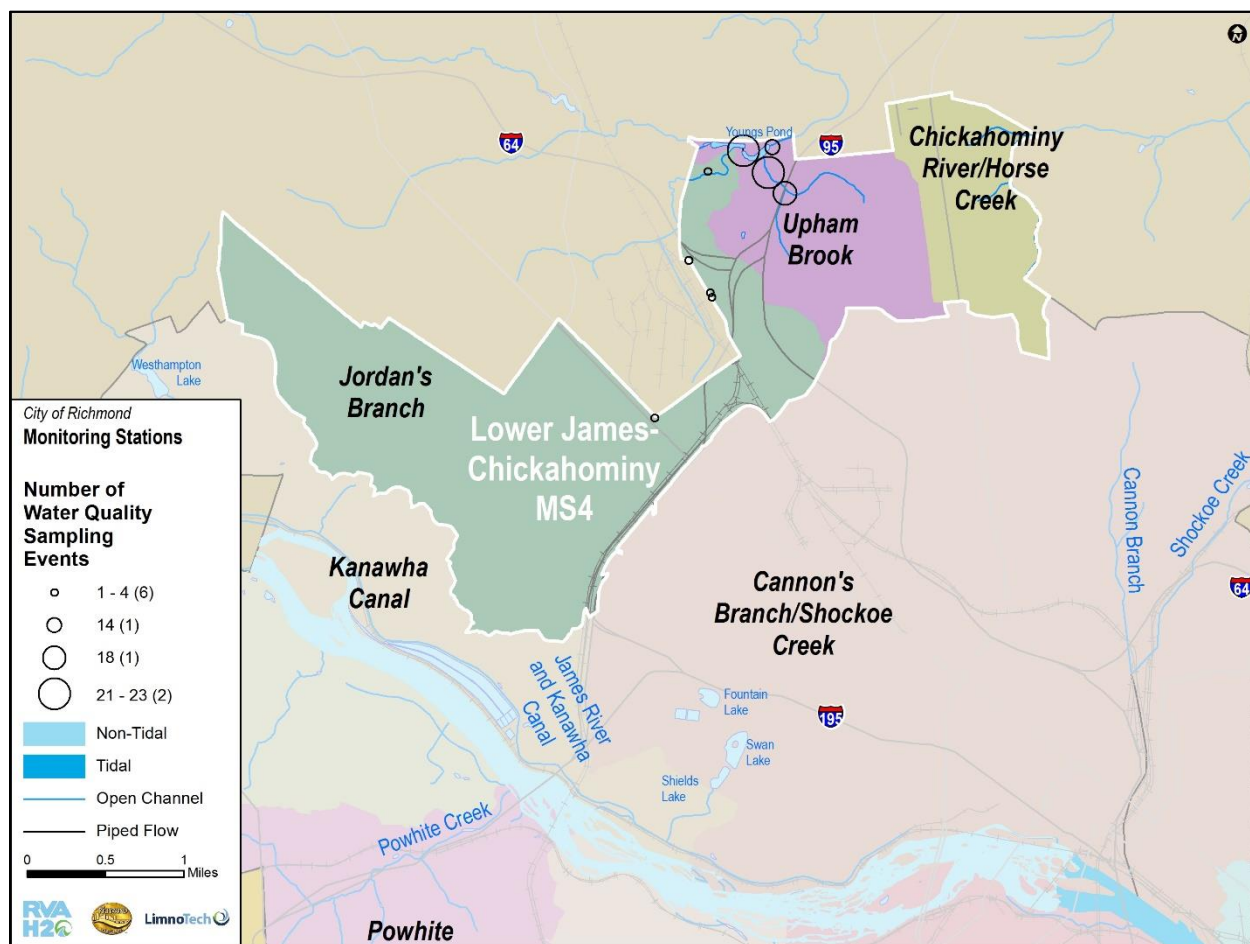 N
Youngs Pond
64
95
Chickahominy
River/Horse
Creek
Upham
Brook
Westhampton
Lake
Jordan's
Branch
Lower James-
Chickahominy
MS4
Kanawha
Canal
Cannon's
Branch/Shockoe
Creek
Cannon Branch
Shockoe Creek
64
James River
and Kanawha
Canal
Fountain
Lake
195
Swan
Lake
Shields
Lake
Powhite Creek
Powhite
City of Richmond
Monitoring Stations
Number of
Water Quality
Sampling
Events
1 - 4 (6)
14 (1)
18 (1)
21 - 23 (2)
Non-Tidal
Tidal
Open Channel
Piped Flow
0 0.5 1
Miles
RVA
H2O
LimnoTech